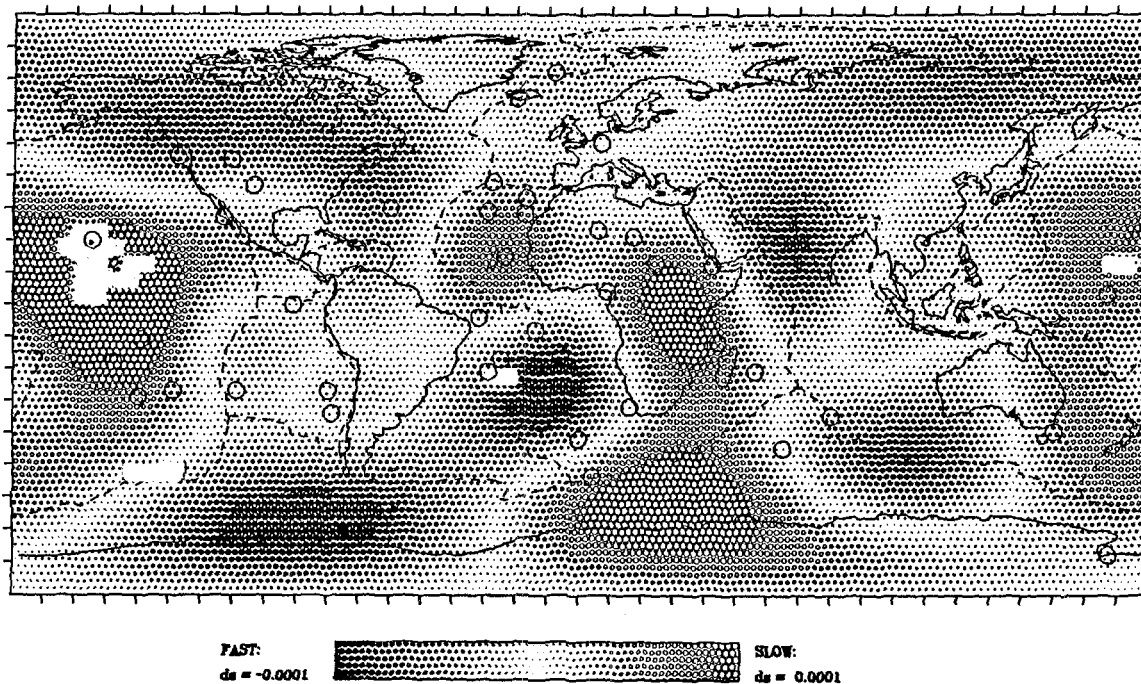 FAST:
ds = -0.0001
SLOW:
ds = 0.0001